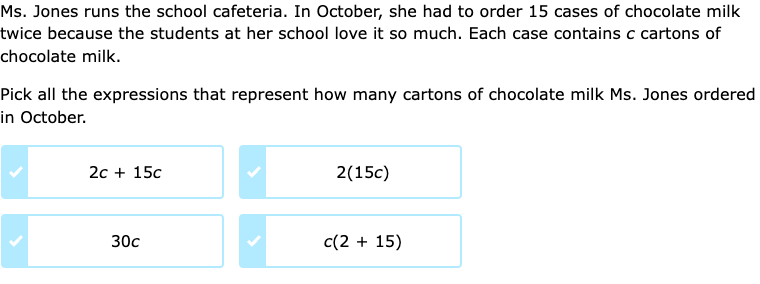 Ms. Jones runs the school cafeteria. In October, she had to order 15 cases of chocolate milk
twice because the students at her school love it so much. Each case contains c cartons of
chocolate milk.
Pick all the expressions that represent how many cartons of chocolate milk Ms. Jones ordered
in October.
2c + 15c
2(15c)
30c
c(2 + 15)